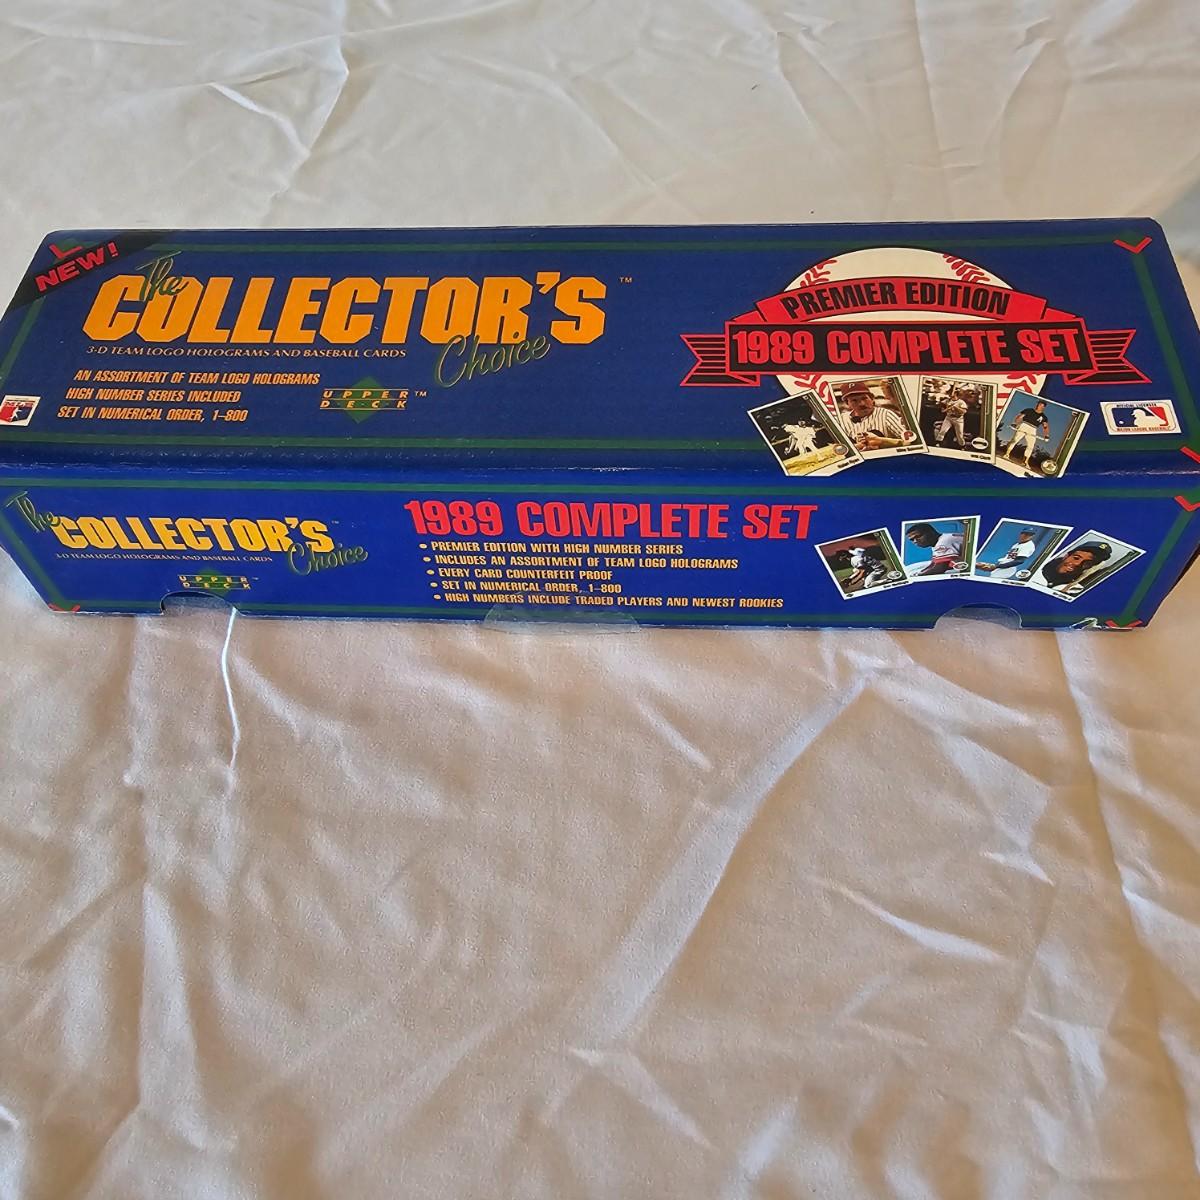 NEW!
The
COLLECTOR'S™
Choice
3-D TEAM LOGO HOLOGRAMS AND BASEBALL CARDS
AN ASSORTMENT OF TEAM LOGO HOLOGRAMS
HIGH NUMBER SERIES INCLUDED
SET IN NUMERICAL ORDER, 1-800
UPPER™
DECK
PREMIER EDITION
1989 COMPLETE SET
The
COLLECTOR'S™
Choice
3-D TEAM LOGO HOLOGRAMS AND BASEBALL CARDS
UPPER™
DECK
1989 COMPLETE SET
• PREMIER EDITION WITH HIGH NUMBER SERIES
• INCLUDES AN ASSORTMENT OF TEAM LOGO HOLOGRAMS
• EVERY CARD COUNTERFEIT PROOF
• SET IN NUMERICAL ORDER, 1-800
• HIGH NUMBERS INCLUDE TRADED PLAYERS AND NEWEST ROOKIES